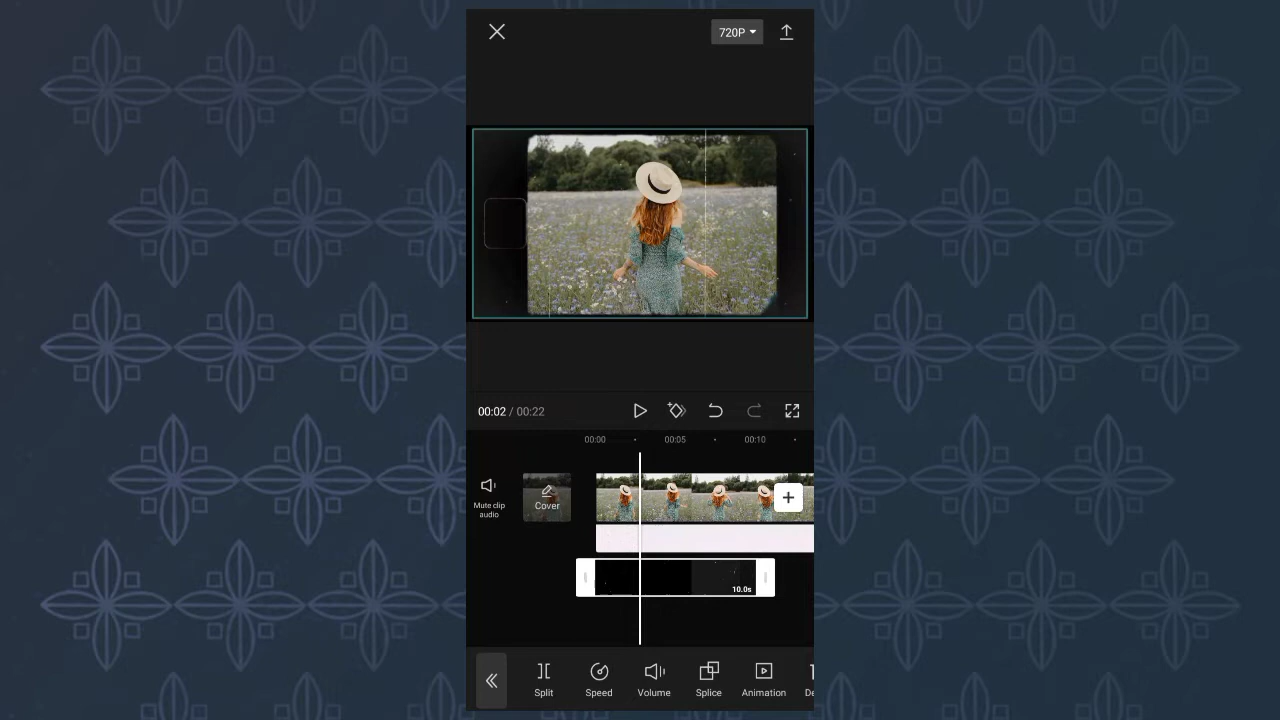 720P
00:02 / 00:22
00:00
00:05
00:10
Mute clip
audio
Cover
10.0s
Split
Speed
Volume
Splice
Animation
De